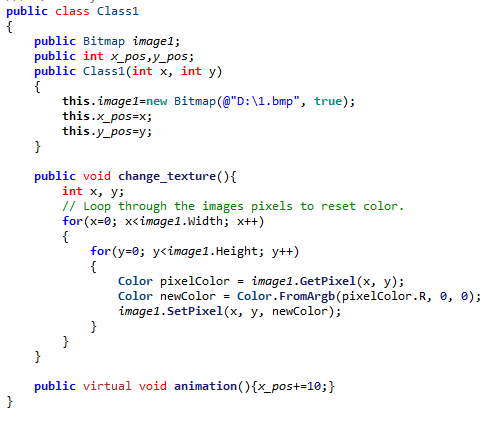 public class Class1
{
    public Bitmap image1;
    public int x_pos,y_pos;
    public Class1(int x, int y)
    {
        this.image1=new Bitmap(@"D:\1.bmp", true);
        this.x_pos=x;
        this.y_pos=y;
    }
    public void change_texture(){
        int x, y;
        // Loop through the images pixels to reset color.
        for(x=0; x<image1.Width; x++)
        {
            for(y=0; y<image1.Height; y++)
            {
                Color pixelColor = image1.GetPixel(x, y);
                Color newColor = Color.FromArgb(pixelColor.R, 0, 0);
                image1.SetPixel(x, y, newColor);
            }
        }
    }
    public virtual void animation(){x_pos+=10;}
}